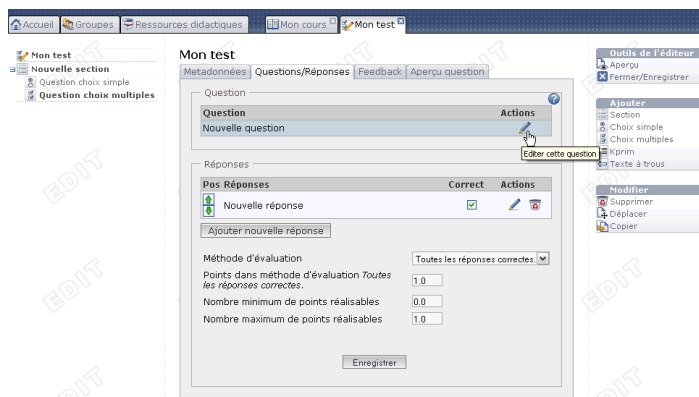 Accueil Groupes Ressources didactiques Mon cours Mon test
Mon test
Nouvelle section
Question choix simple
Question choix multiples
Mon test
Metadonnées Questions/Réponses Feedback Aperçu question
Question
Question Actions
Nouvelle question
Editer cette question
Réponses
Pos Réponses Correct Actions
Nouvelle réponse
Ajouter nouvelle réponse
Méthode d'évaluation Toutes les réponses correctes.
Points dans méthode d'évaluation Toutes
les réponses correctes. 1.0
Nombre minimum de points réalisables 0.0
Nombre maximum de points réalisables 1.0
Enregistrer
Outils de l'éditeur
Aperçu
Fermer/Enregistrer
Ajouter
Section
Choix simple
Choix multiples
Kprim
Texte à trous
Modifier
Supprimer
Déplacer
Copier
EDIT
EDIT
EDIT
EDIT
EDIT